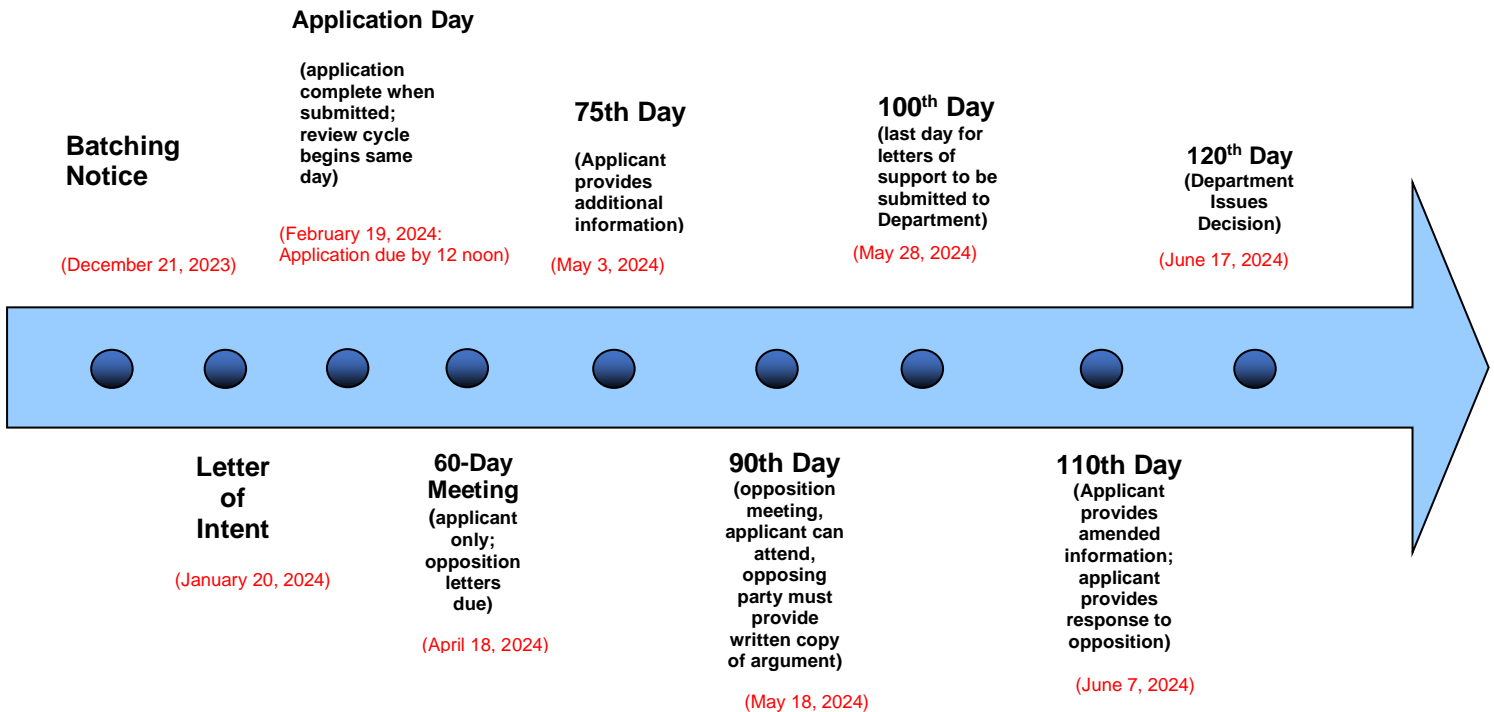 Batching
Notice
(December 21, 2023)
Letter
of
Intent
(January 20, 2024)
Application Day
(application
complete when
submitted;
review cycle
begins same
day)
(February 19, 2024:
Application due by 12 noon)
60-Day
Meeting
(applicant
only;
opposition
letters
due)
(April 18, 2024)
75th Day
(Applicant
provides
additional
information)
(May 3, 2024)
90th Day
(opposition
meeting,
applicant can
attend,
opposing
party must
provide
written copy
of argument)
(May 18, 2024)
100th Day
(last day for
letters of
support to be
submitted to
Department)
(May 28, 2024)
110th Day
(Applicant
provides
amended
information;
applicant
provides
response to
opposition)
(June 7, 2024)
120th Day
(Department
Issues
Decision)
(June 17, 2024)